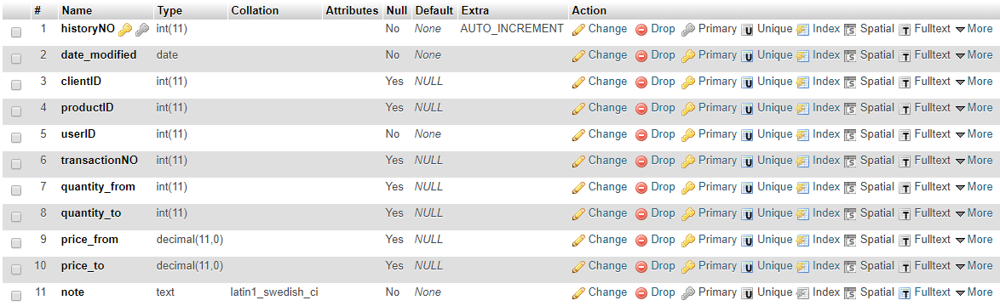 # Name Type Collation Attributes Null Default Extra Action
1 historyNO int(11) No None AUTO_INCREMENT Change Drop Primary Unique Index Spatial Fulltext More
2 date_modified date No None Change Drop Primary Unique Index Spatial Fulltext More
3 clientID int(11) Yes NULL Change Drop Primary Unique Index Spatial Fulltext More
4 productID int(11) Yes NULL Change Drop Primary Unique Index Spatial Fulltext More
5 userID int(11) No None Change Drop Primary Unique Index Spatial Fulltext More
6 transactionNO int(11) Yes NULL Change Drop Primary Unique Index Spatial Fulltext More
7 quantity_from int(11) Yes NULL Change Drop Primary Unique Index Spatial Fulltext More
8 quantity_to int(11) Yes NULL Change Drop Primary Unique Index Spatial Fulltext More
9 price_from decimal(11,0) Yes NULL Change Drop Primary Unique Index Spatial Fulltext More
10 price_to decimal(11,0) Yes NULL Change Drop Primary Unique Index Spatial Fulltext More
11 note text latin1_swedish_ci No None Change Drop Primary Unique Index Spatial Fulltext More